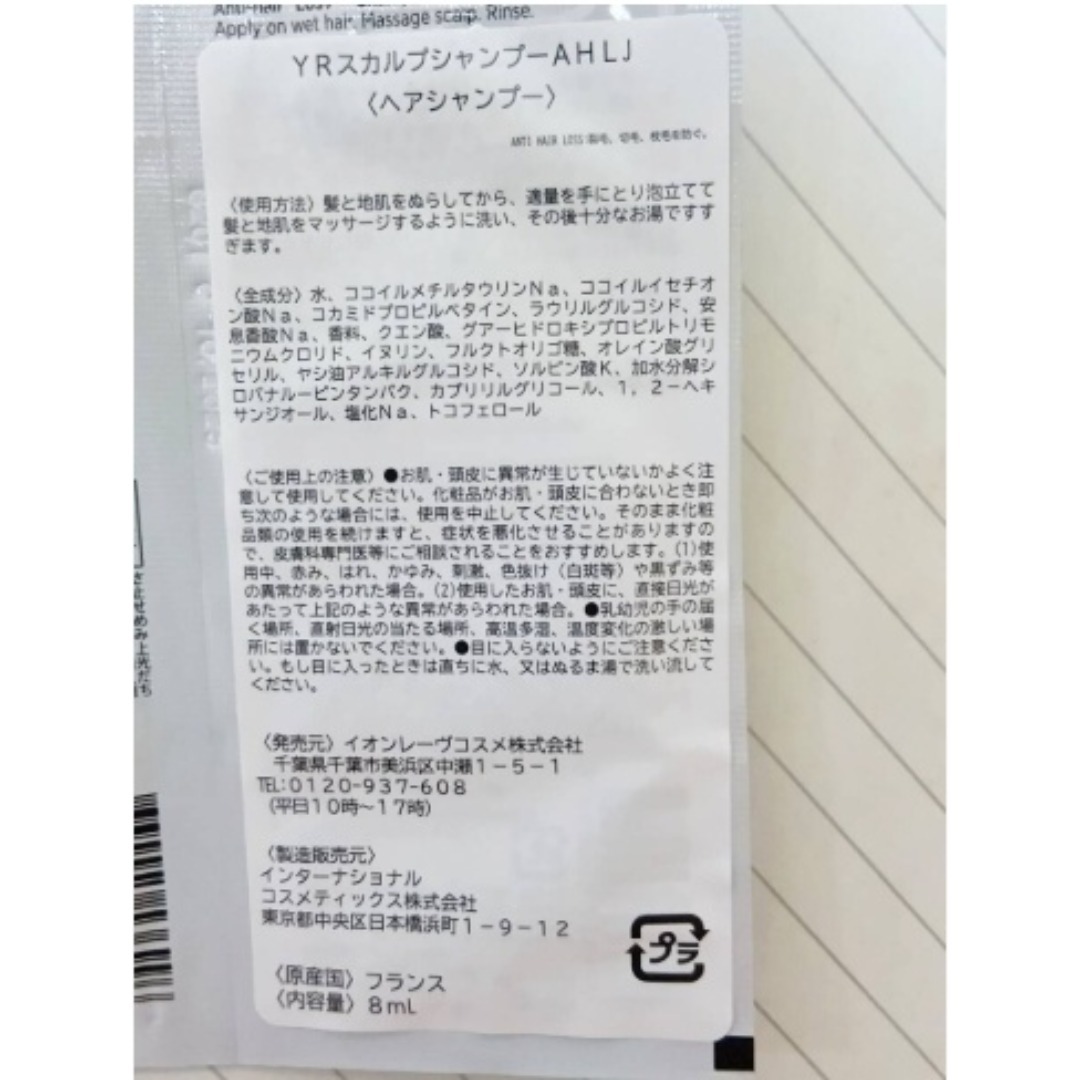 Anti-Hair Loss
Apply on wet hair. Massage scalp. Rinse.
ＹＲスカルプシャンプーＡＨＬＪ
〈ヘアシャンプー〉
ANTI HAIR LOSS:裂毛、切毛、枝毛を防ぐ。
〈使用方法〉髪と地肌をぬらしてから、適量を手にとり泡立てて
髪と地肌をマッサージするように洗い、その後十分なお湯ですす
ぎます。
〈全成分〉水、ココイルメチルタウリンＮａ、ココイルイセチオ
ン酸Ｎａ、コカミドプロピルベタイン、ラウリルグルコシド、安
息香酸Ｎａ、香料、クエン酸、グアーヒドロキシプロピルトリモ
ニウムクロリド、イヌリン、フルクトオリゴ糖、オレイン酸グリ
セリル、ヤシ油アルキルグルコシド、ソルビン酸Ｋ、加水分解シ
ロバナルーピンタンパク、カプリリルグリコール、１，２－ヘキ
サンジオール、塩化Ｎａ、トコフェロール
〈ご使用上の注意〉●お肌・頭皮に異常が生じていないかよく注
意して使用してください。化粧品がお肌・頭皮に合わないとき即
ち次のような場合には、使用を中止してください。そのまま化粧
品類の使用を続けますと、症状を悪化させることがありますの
で、皮膚科専門医等にご相談されることをおすすめします。(1)使
用中、赤み、はれ、かゆみ、刺激、色抜け（白斑等）や黒ずみ等
の異常があらわれた場合。(2)使用したお肌・頭皮に、直接日光が
あたって上記のような異常があらわれた場合。●乳幼児の手の届
く場所、直射日光の当たる場所、高温多湿、温度変化の激しい場
所には置かないでください。●目に入らないようにご注意くださ
い。もし目に入ったときは直ちに水、又はぬるま湯で洗い流して
ください。
〈発売元〉イオンレーヴコスメ株式会社
千葉県千葉市美浜区中瀬１－５－１
TEL:0120-937-608
(平日１０時～１７時)
〈製造販売元〉
インターナショナル
コスメティックス株式会社
東京都中央区日本橋浜町１－９－１２
プラ
〈原産国〉フランス
〈内容量〉８mL